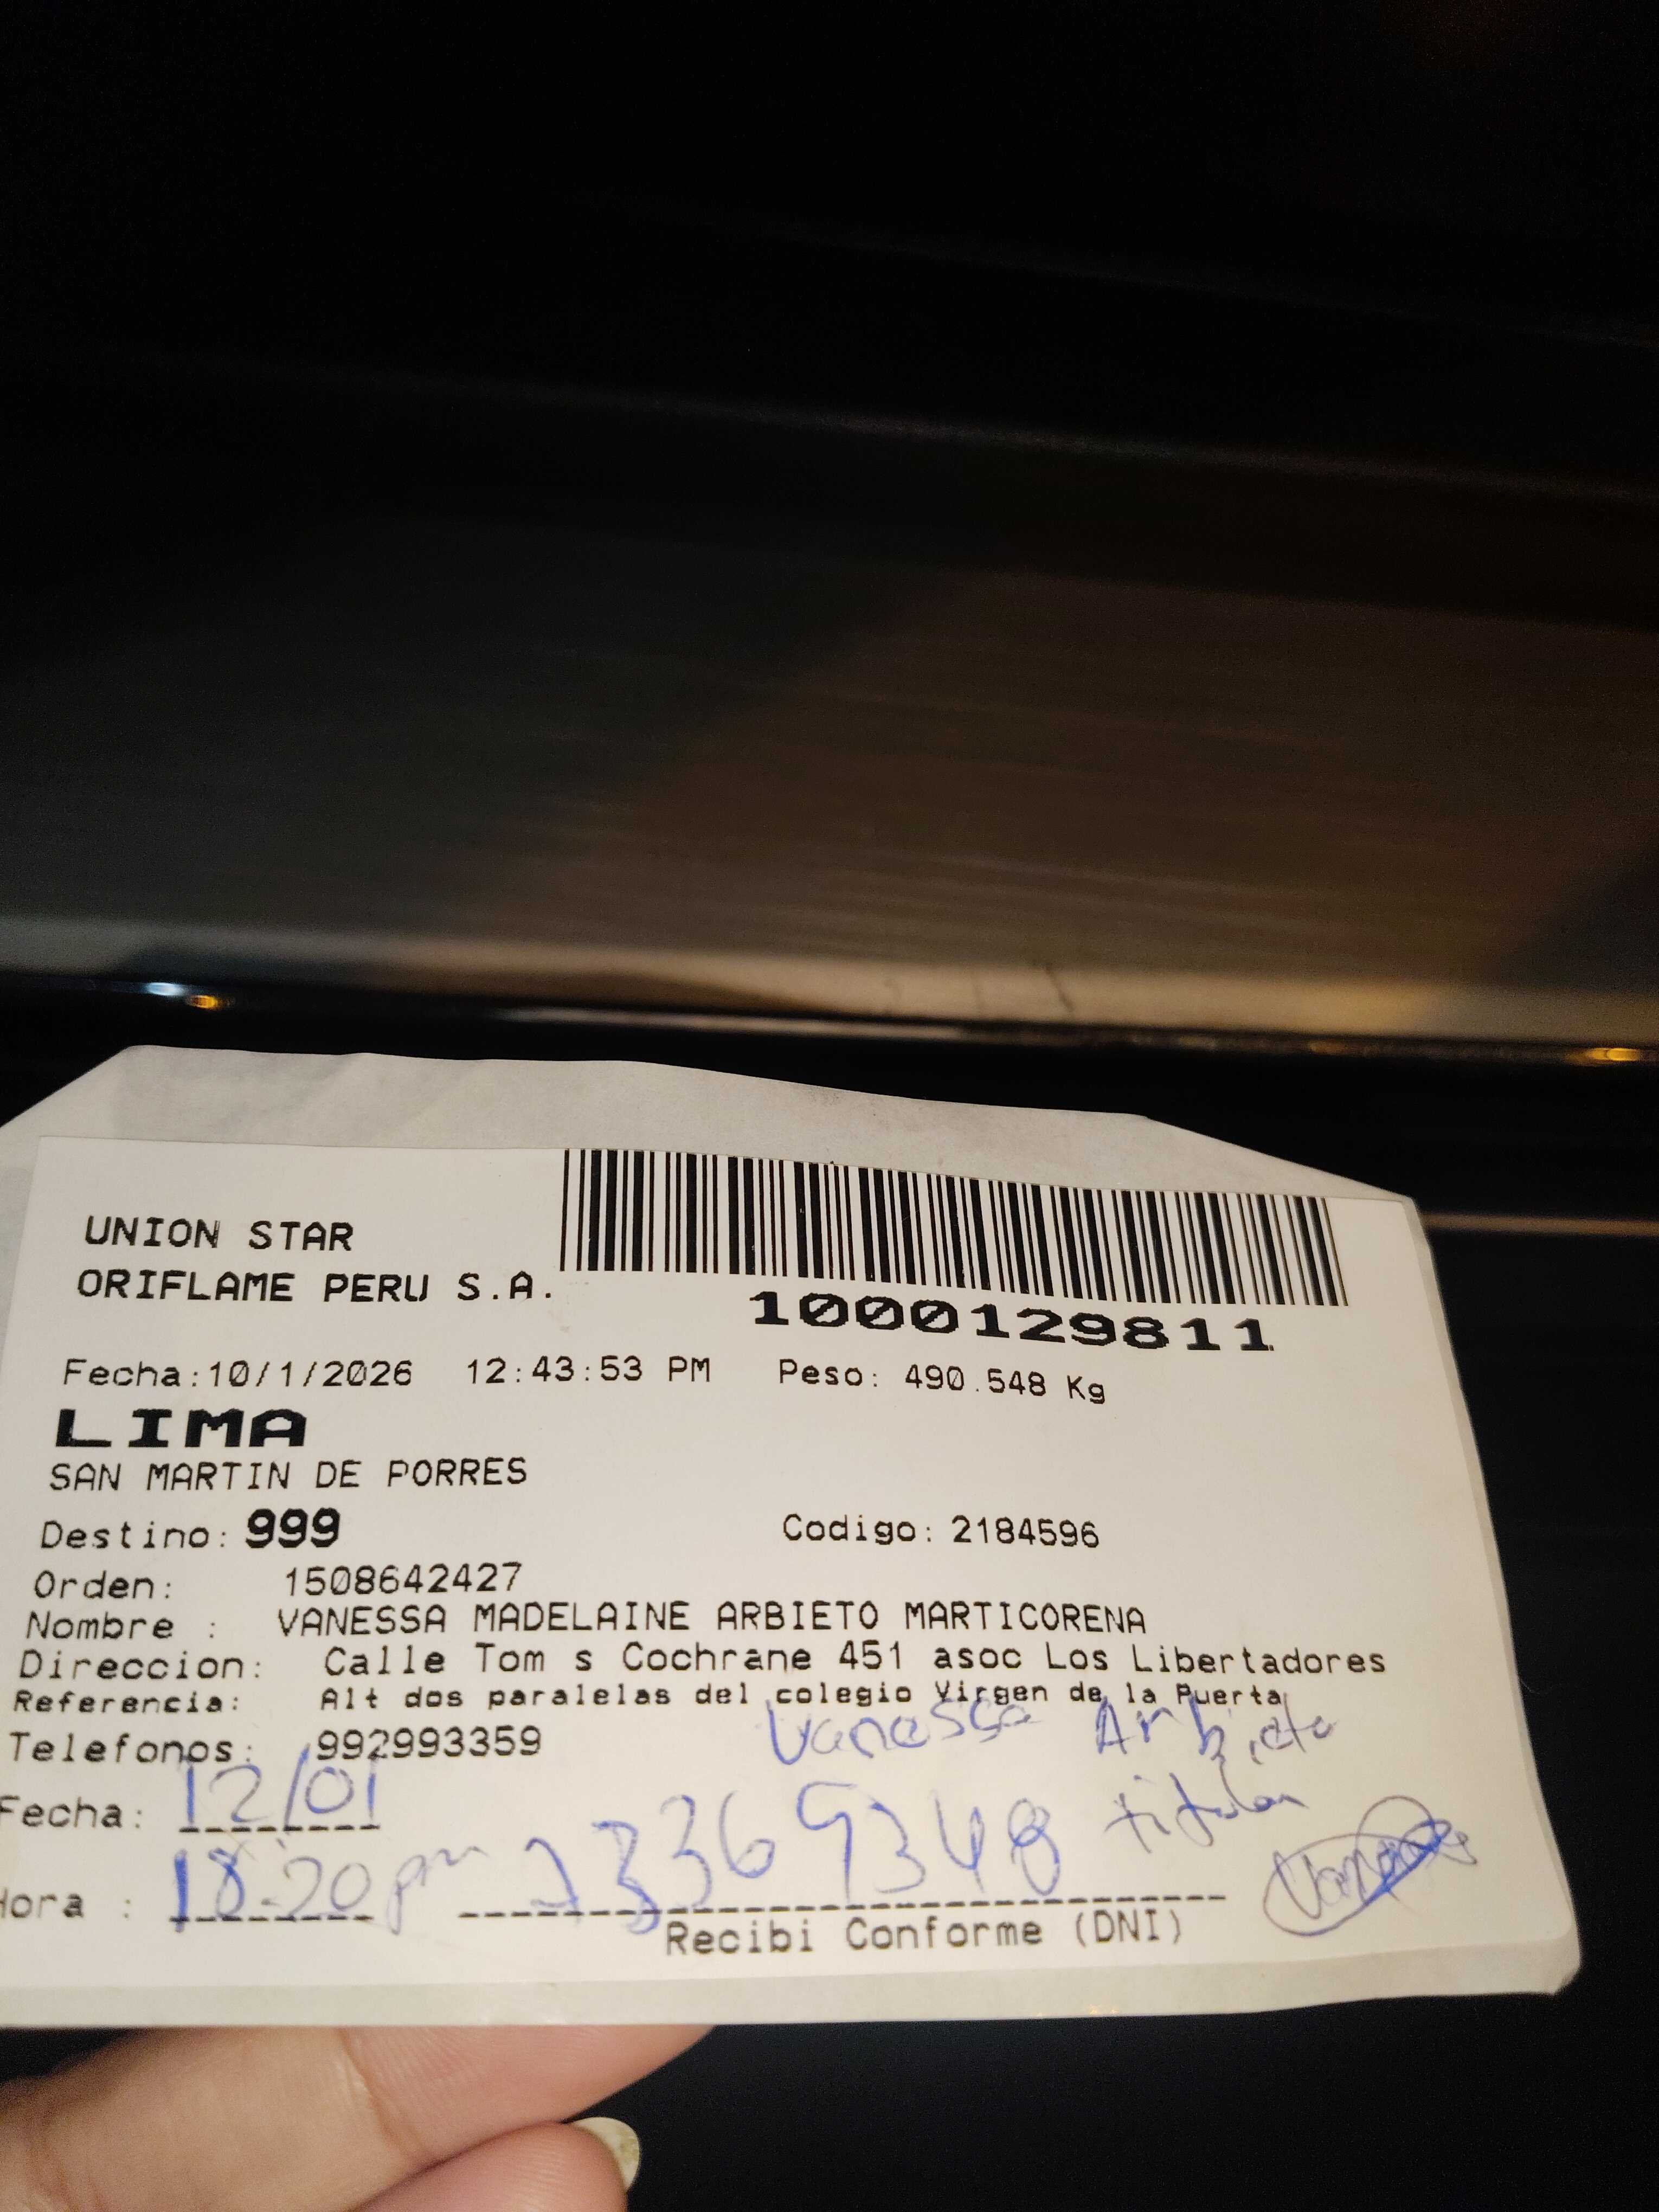 UNION STAR
ORIFLAME PERU S.A.
1000129811
Fecha:10/1/2026 12:43:53 PM Peso: 490.548 Kg
LIMA
SAN MARTIN DE PORRES
Destino: 999 Codigo: 2184596
Orden: 1508642427
Nombre : VANESSA MADELAINE ARBIETO MARTICORENA
Direccion: Calle Tom s Cochrane 451 asoc Los Libertadores
Referencia: Alt dos paralelas del colegio Virgen de la Puerta
Telefonos: 992993359
Vanessa Arbieto
Fecha: 12/01
titular
Hora : 18:20 pm
Recibi Conforme (DNI)